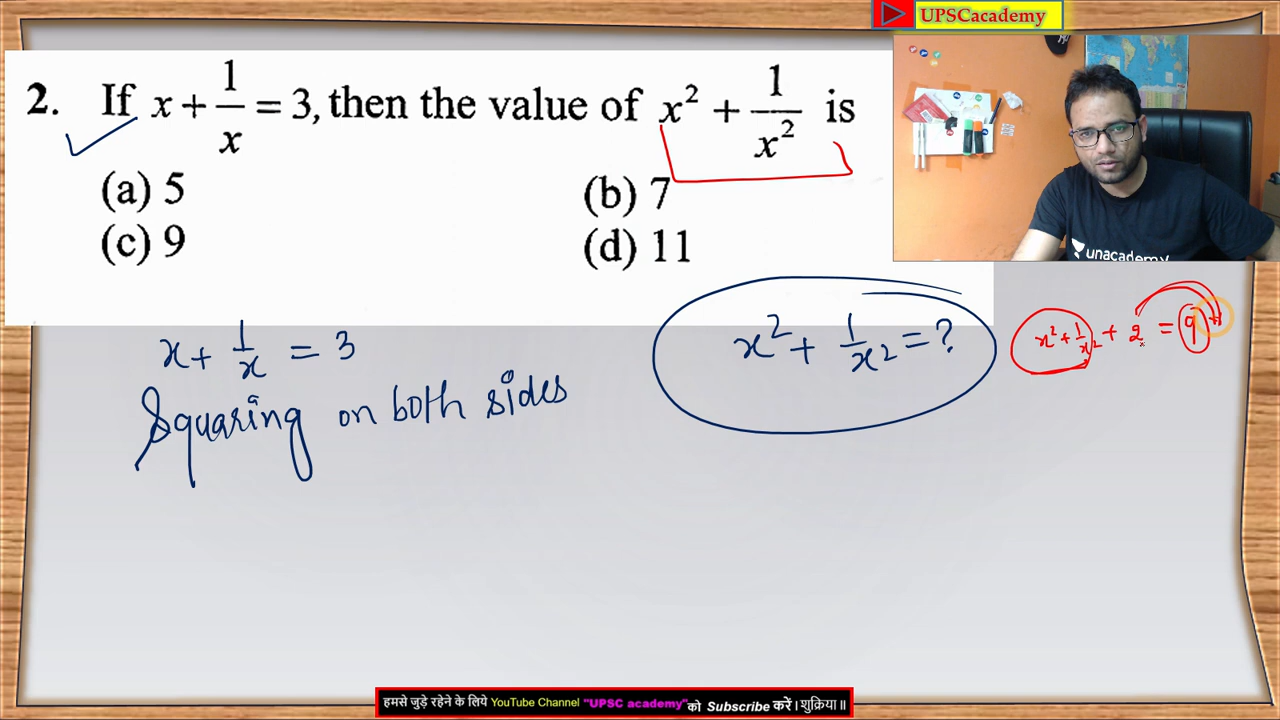 UPSCacademy
2. If x + 1/x = 3, then the value of x² + 1/x² is
(a) 5 (b) 7
(c) 9 (d) 11
unacademy
x + 1/x = 3
x² + 1/x² = ?
x² + 1/x² + 2 = 9
Squaring on both sides
हमसे जुड़े रहेने के लिये YouTube Channel "UPSC academy" को Subscribe करें। शुक्रिया॥